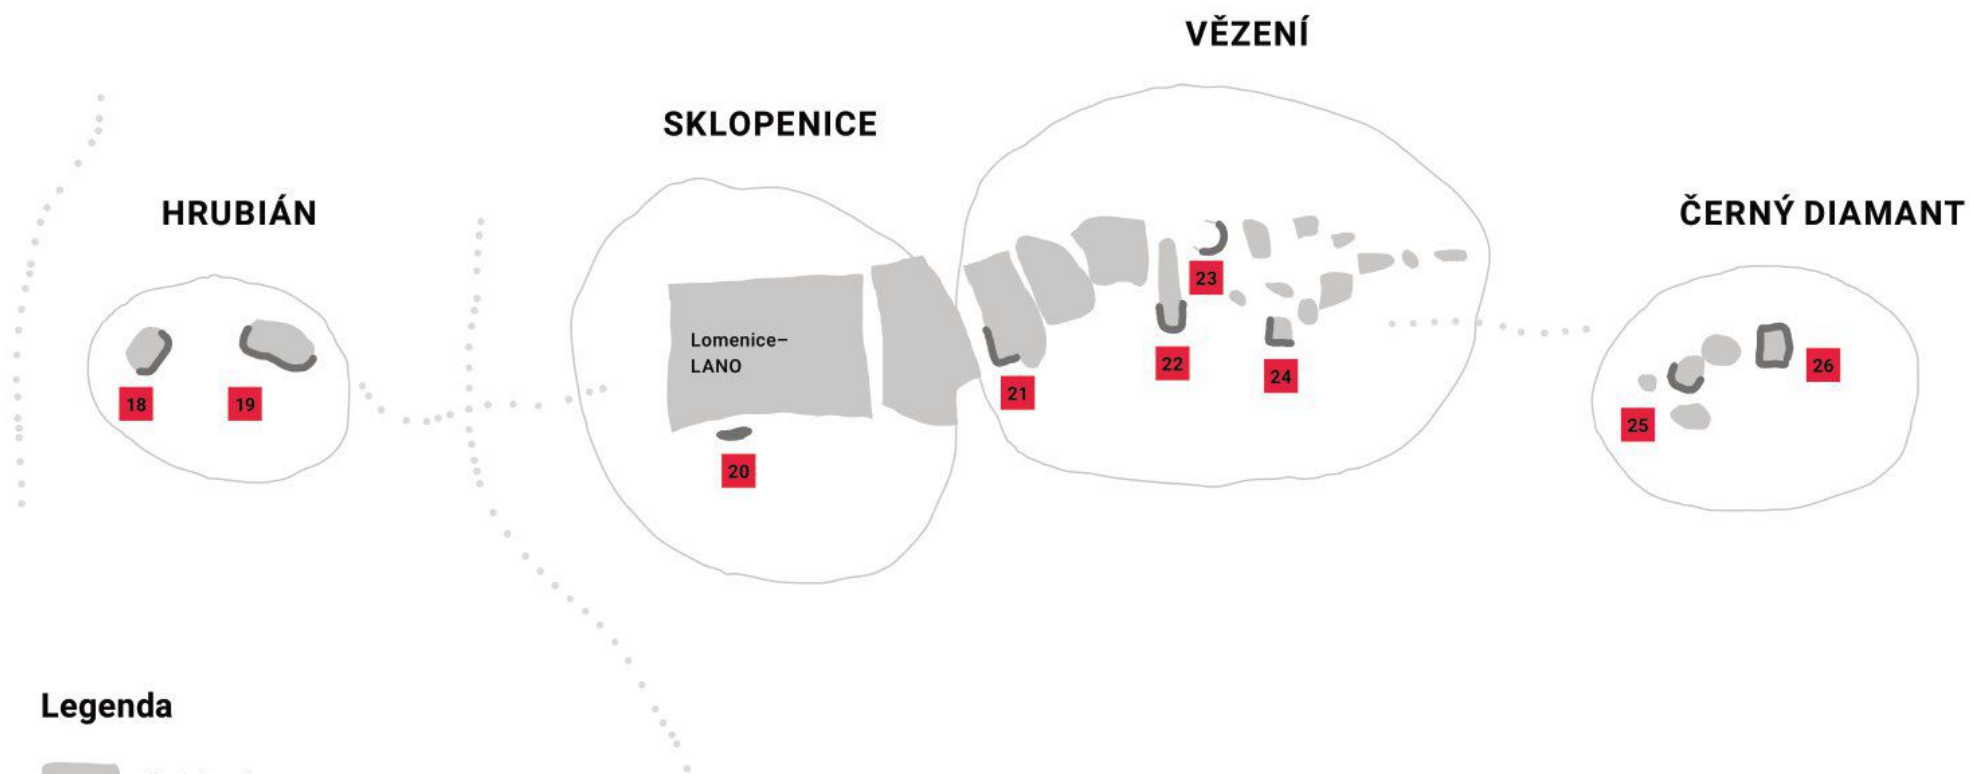 VĚZENÍ
SKLOPENICE
HRUBIÁN
ČERNÝ DIAMANT
Lomenice–
LANO
18
19
20
21
22
23
24
25
26
Legenda